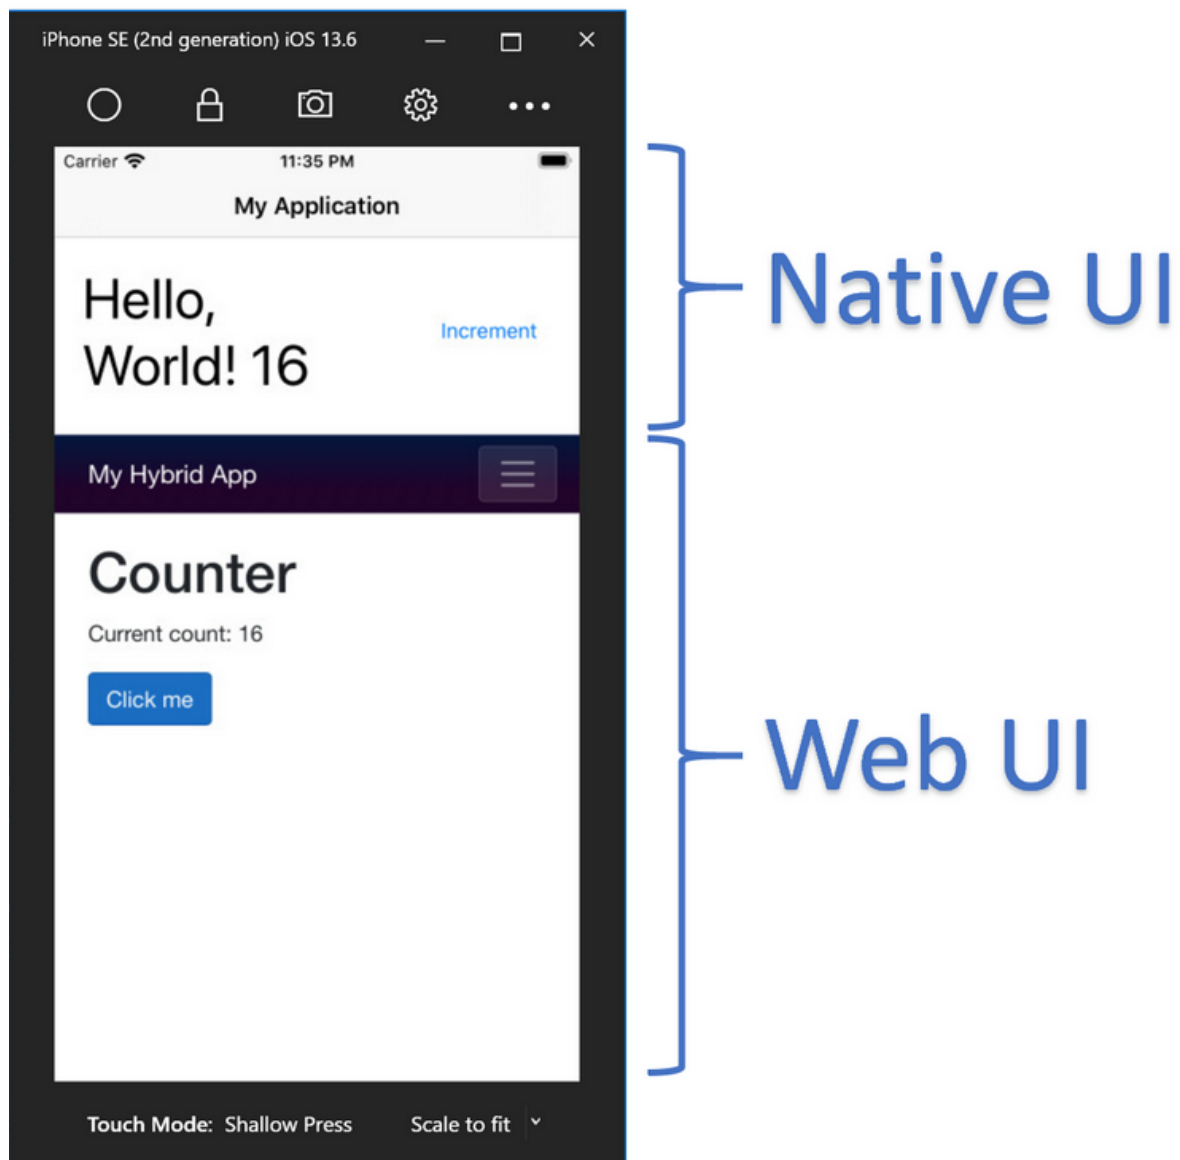 iPhone SE (2nd generation) iOS 13.6
Carrier 11:35 PM
My Application
Hello,
World! 16
Increment
Native UI
My Hybrid App
Counter
Current count: 16
Click me
Web UI
Touch Mode: Shallow Press Scale to fit